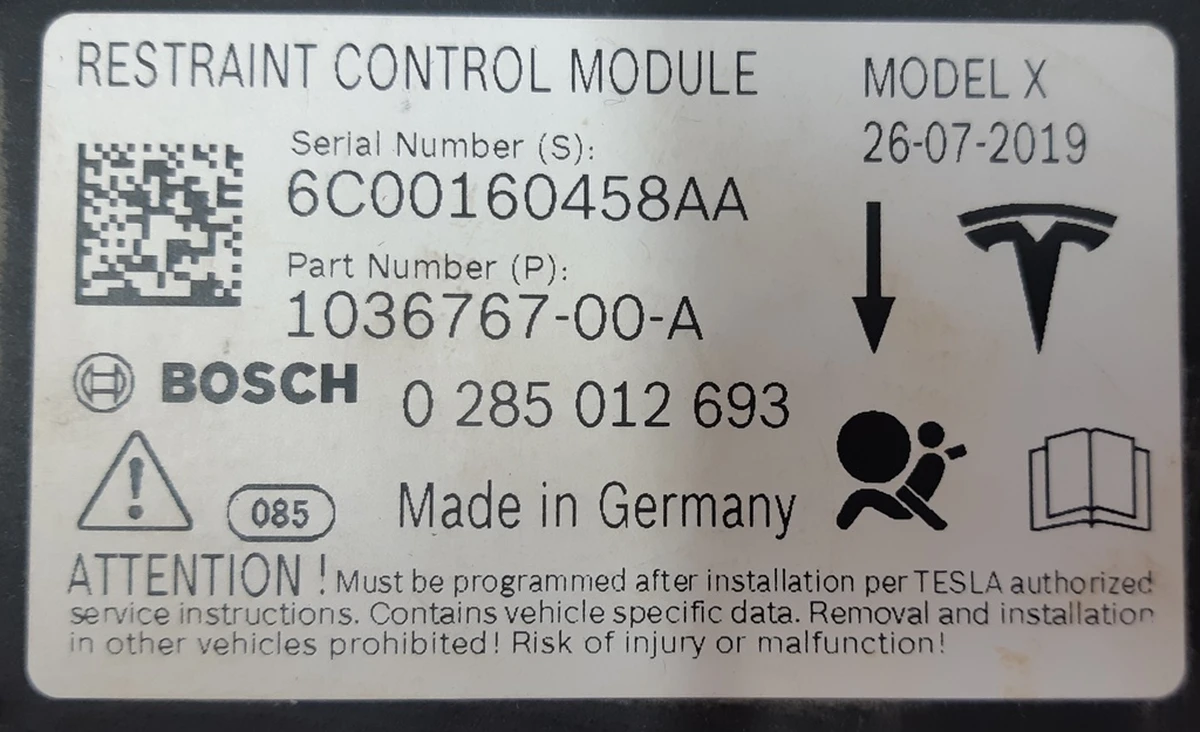 RESTRAINT CONTROL MODULE
MODEL X
26-07-2019
Serial Number (S):
6C00160458AA
Part Number (P):
1036767-00-A
BOSCH
0 285 012 693
085
Made in Germany
ATTENTION ! Must be programmed after installation per TESLA authorized
service instructions. Contains vehicle specific data. Removal and installation
in other vehicles prohibited! Risk of injury or malfunction!